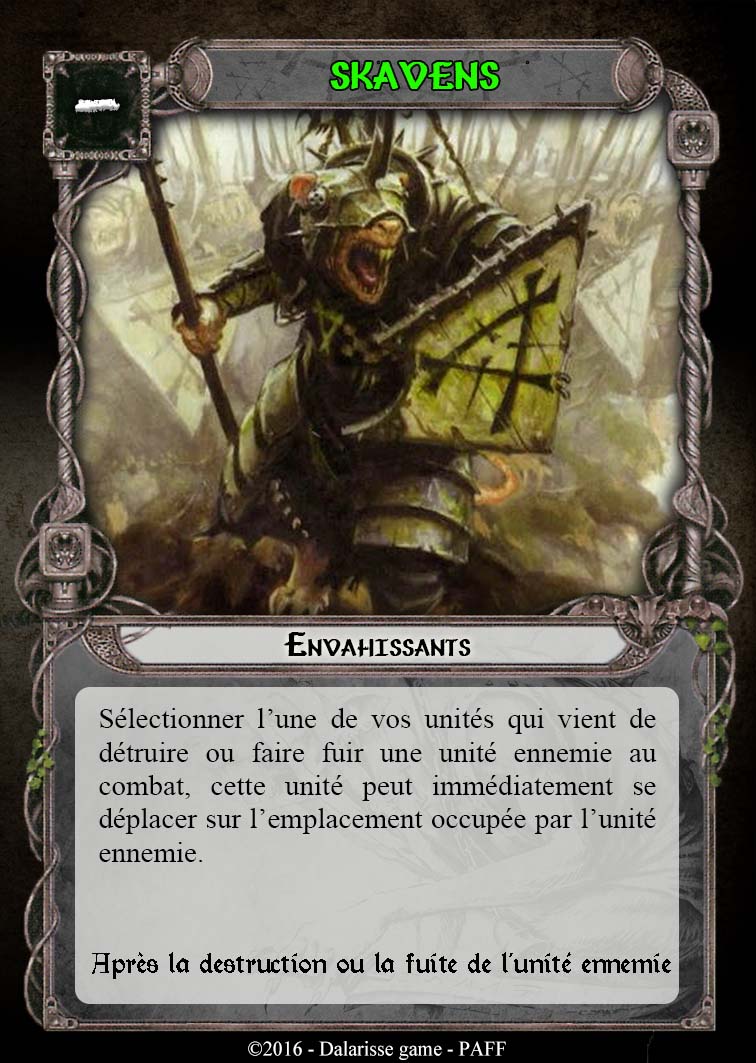 SKAVENS
-
Envahissants
Sélectionner l'une de vos unités qui vient de
détruire ou faire fuir une unité ennemie au
combat, cette unité peut immédiatement se
déplacer sur l'emplacement occupée par l'unité
ennemie.
Après la destruction ou la fuite de l'unité ennemie
©2016 - Dalarisse game - PAFF